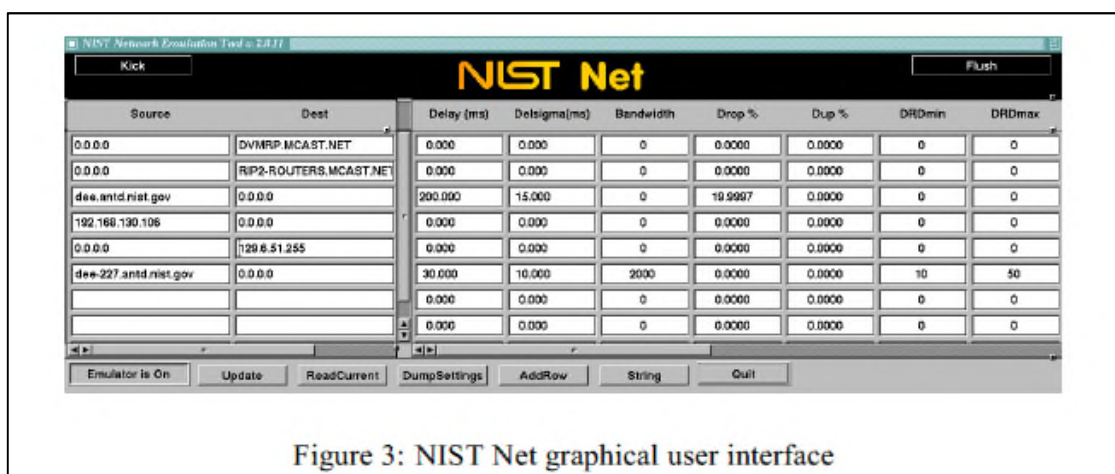 NIST Network Emulation Tool v. 2.0.11
Kick NIST Net Flush
Source Dest Delay (ms) Delsigma(ms) Bandwidth Drop % Dup % DRDmin DRDmax
0.0.0.0 DVMRP.MCAST.NET 0.000 0.000 0 0.0000 0.0000 0 0
0.0.0.0 RIP2-ROUTERS.MCAST.NET 0.000 0.000 0 0.0000 0.0000 0 0
dee.antd.nist.gov 0.0.0.0 200.000 15.000 0 19.9997 0.0000 0 0
192.168.130.106 0.0.0.0 0.000 0.000 0 0.0000 0.0000 0 0
0.0.0.0 129.6.51.255 0.000 0.000 0 0.0000 0.0000 0 0
dee-227.antd.nist.gov 0.0.0.0 30.000 10.000 2000 0.0000 0.0000 10 50
0.000 0.000 0 0.0000 0.0000 0 0
0.000 0.000 0 0.0000 0.0000 0 0
Emulator is On Update ReadCurrent DumpSettings AddRow String Quit
Figure 3: NIST Net graphical user interface